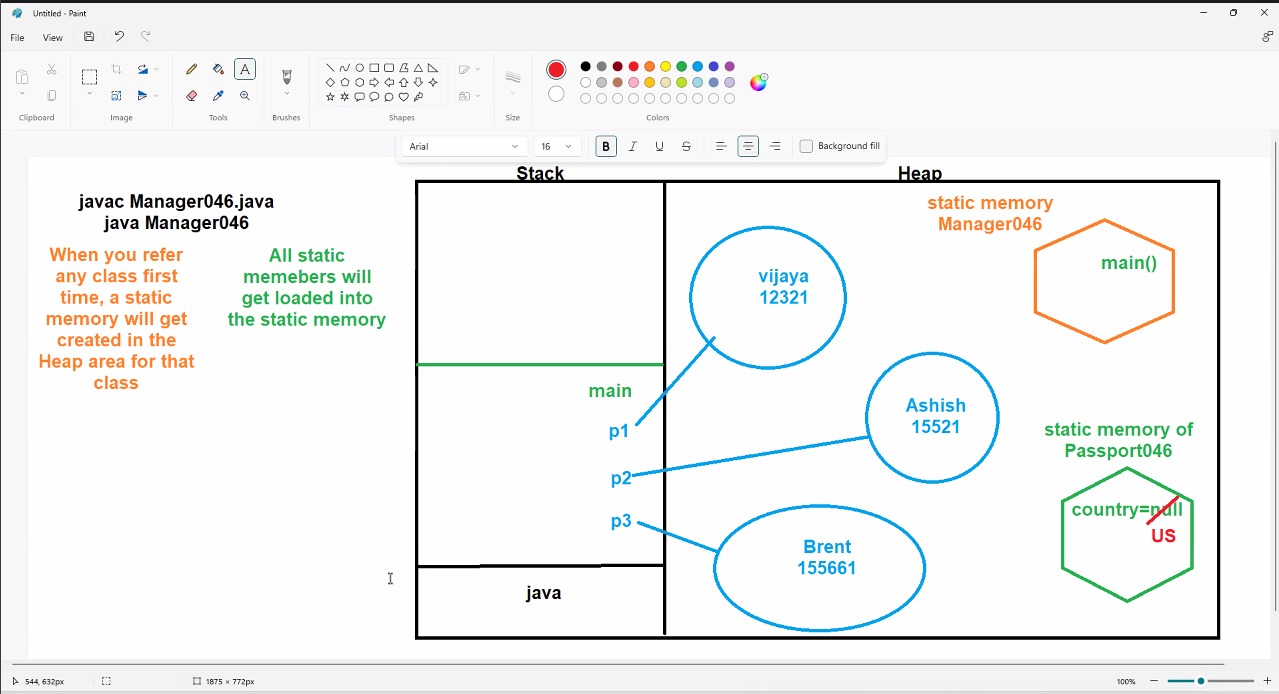 Untitled - Paint
File
View
Clipboard
Image
Tools
Brushes
Shapes
Size
Colors
Arial
16
B
I
U
S
Background fill
Stack
Heap
javac Manager046.java
java Manager046
When you refer
any class first
time, a static
memory will get
created in the
Heap area for that
class
All static
memebers will
get loaded into
the static memory
main
p1
p2
p3
java
vijaya
12321
Ashish
15521
Brent
155661
static memory
Manager046
main()
static memory of
Passport046
country=null
US
544, 632px
1875 × 772px
100%